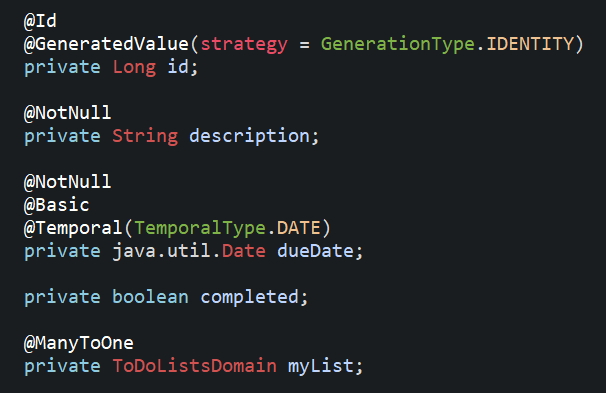 @Id
@GeneratedValue(strategy = GenerationType.IDENTITY)
private Long id;
@NotNull
private String description;
@NotNull
@Basic
@Temporal(TemporalType.DATE)
private java.util.Date dueDate;
private boolean completed;
@ManyToOne
private ToDoListsDomain myList;